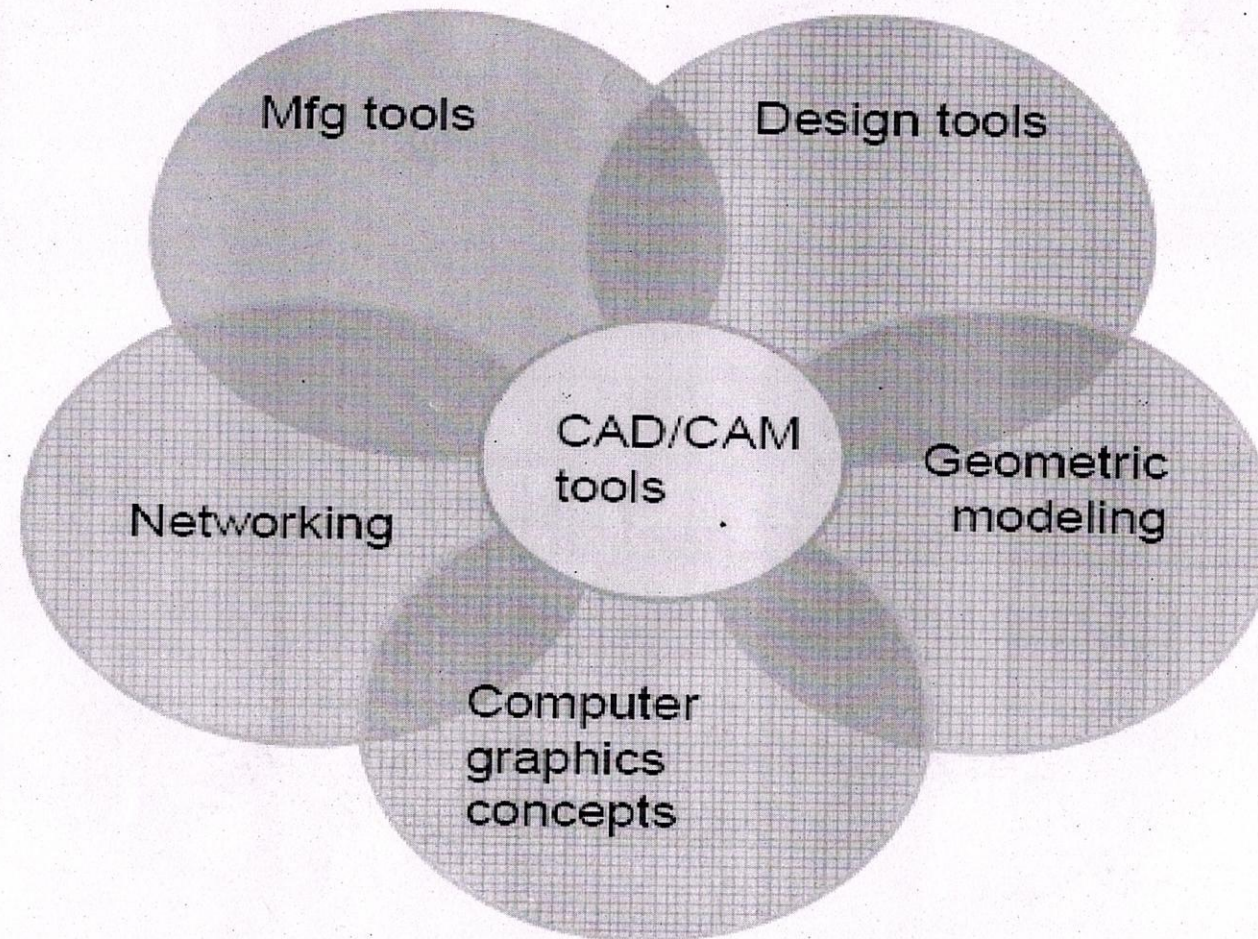 Mfg tools
Design tools
CAD/CAM
tools
Geometric
modeling
Networking
Computer
graphics
concepts